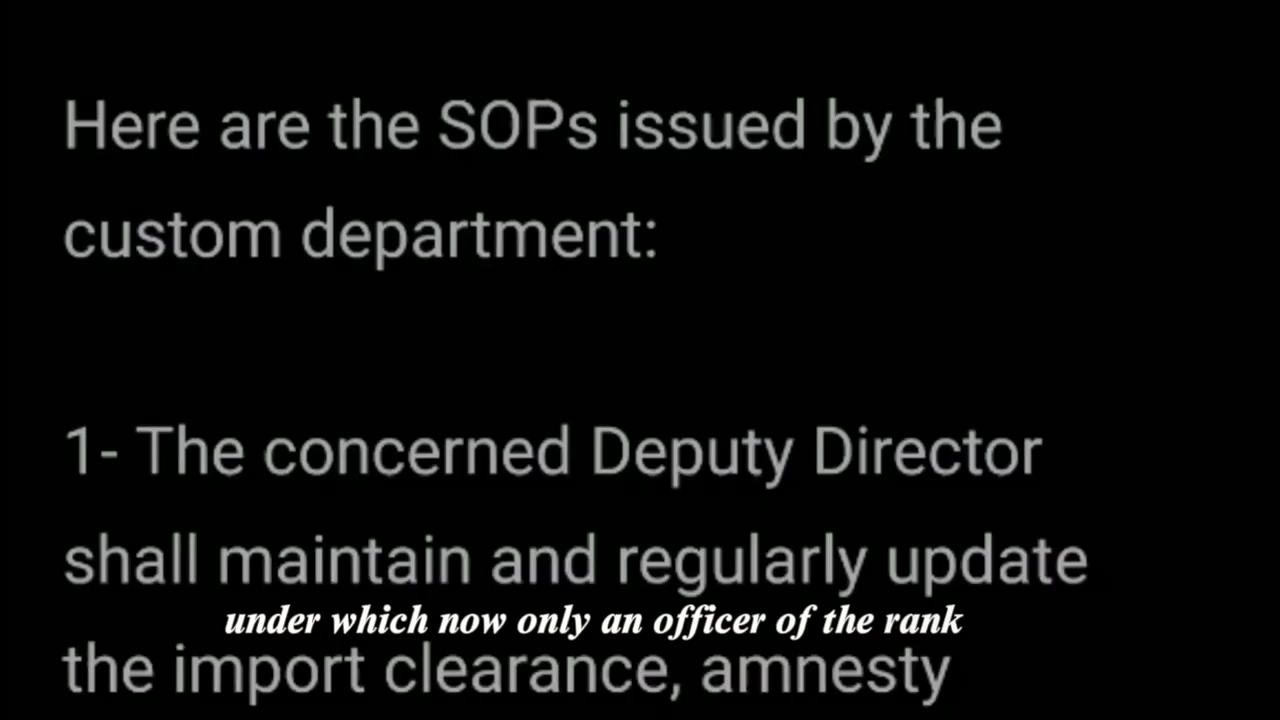 Here are the SOPs issued by the
custom department:
1- The concerned Deputy Director
shall maintain and regularly update
under which now only an officer of the rank
the import clearance, amnesty